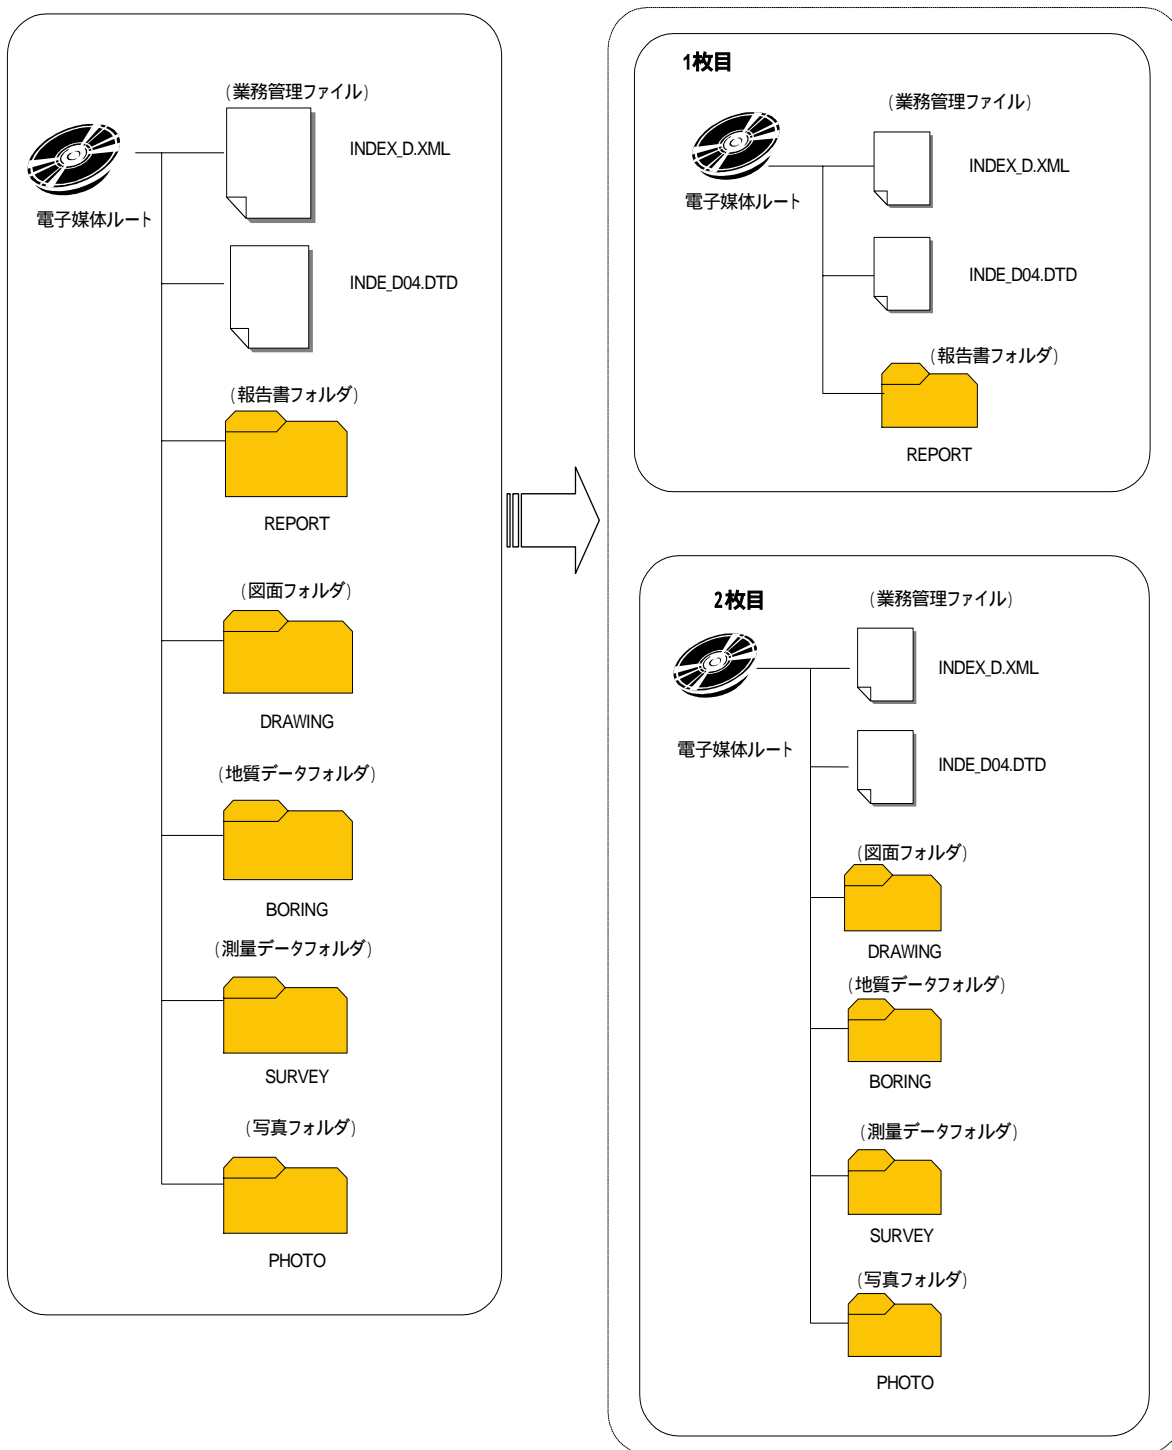 (業務管理ファイル)
INDEX_D.XML
電子媒体ルート
INDE_D04.DTD
(報告書フォルダ)
REPORT
(図面フォルダ)
DRAWING
(地質データフォルダ)
BORING
(測量データフォルダ)
SURVEY
(写真フォルダ)
PHOTO
1枚目
(業務管理ファイル)
INDEX_D.XML
電子媒体ルート
INDE_D04.DTD
(報告書フォルダ)
REPORT
2枚目
(業務管理ファイル)
INDEX_D.XML
電子媒体ルート
INDE_D04.DTD
(図面フォルダ)
DRAWING
(地質データフォルダ)
BORING
(測量データフォルダ)
SURVEY
(写真フォルダ)
PHOTO